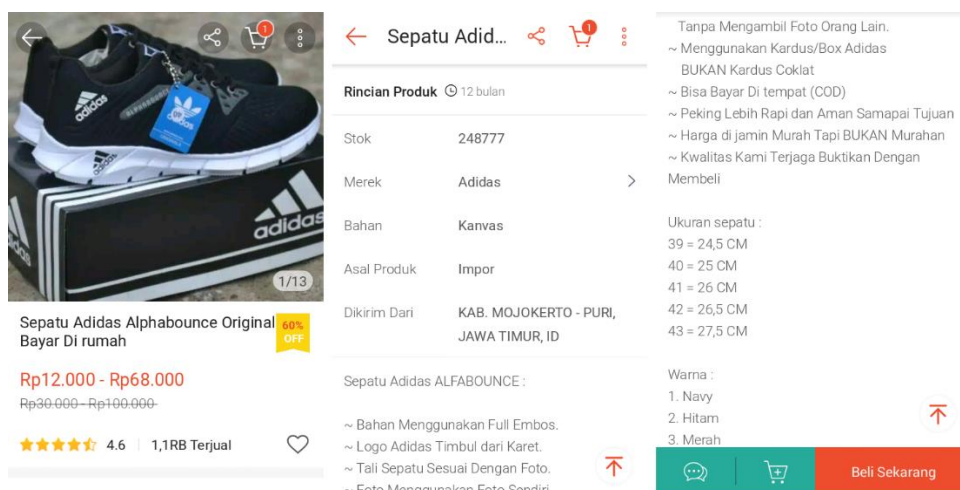 adidas
ALPHABOUNCE
adidas
adidas
1
1/13
Sepatu Adidas Alphabounce Original
Bayar Di rumah
60%
OFF
Rp12.000 - Rp68.000
Rp30.000 - Rp100.000
4.6
1,1RB Terjual
Sepatu Adid...
1
Rincian Produk
12 bulan
Stok 248777
Merek Adidas
Bahan Kanvas
Asal Produk Impor
Dikirim Dari KAB. MOJOKERTO - PURI,
JAWA TIMUR, ID
Sepatu Adidas ALFABOUNCE :
~ Bahan Menggunakan Full Embos.
~ Logo Adidas Timbul dari Karet.
~ Tali Sepatu Sesuai Dengan Foto.
~ Foto Menggunakan Foto Sendiri
Tanpa Mengambil Foto Orang Lain.
~ Menggunakan Kardus/Box Adidas
BUKAN Kardus Coklat
~ Bisa Bayar Di tempat (COD)
~ Peking Lebih Rapi dan Aman Samapai Tujuan
~ Harga di jamin Murah Tapi BUKAN Murahan
~ Kwalitas Kami Terjaga Buktikan Dengan
Membeli
Ukuran sepatu :
39 = 24,5 CM
40 = 25 CM
41 = 26 CM
42 = 26,5 CM
43 = 27,5 CM
Warna :
1. Navy
2. Hitam
3. Merah
Beli Sekarang